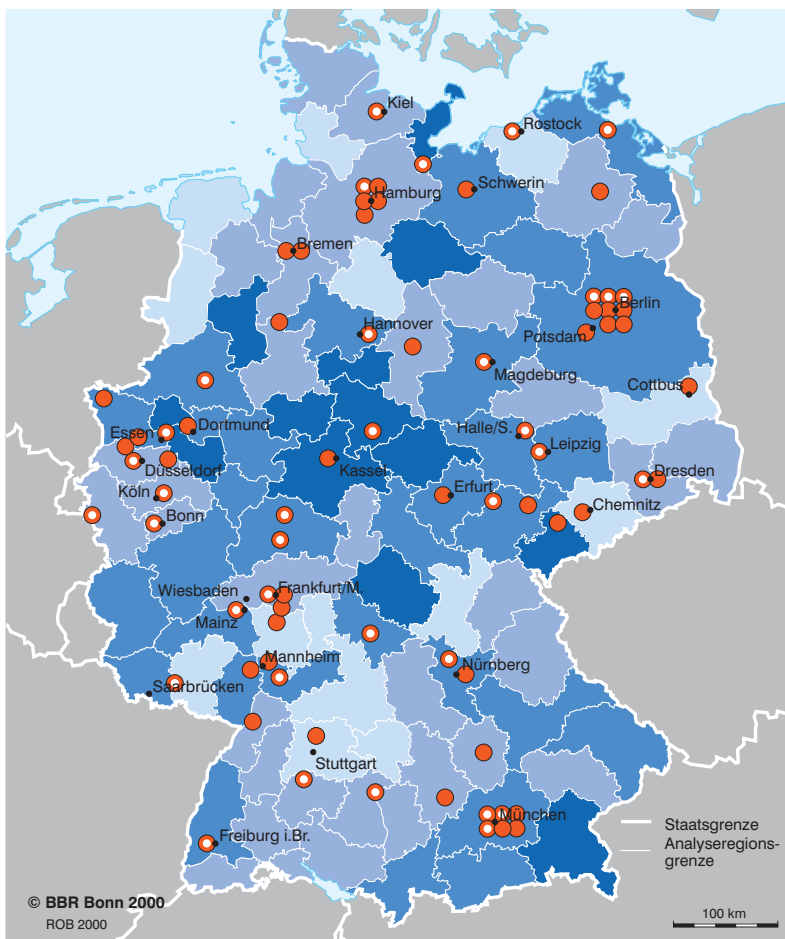 Kiel
Rostock
Schwerin
Hamburg
Bremen
Berlin
Hannover
Potsdam
Magdeburg
Cottbus
Dortmund
Essen
Halle/S.
Leipzig
Düsseldorf
Kassel
Dresden
Köln
Erfurt
Chemnitz
Bonn
Wiesbaden
Frankfurt/M.
Mainz
Mannheim
Nürnberg
Saarbrücken
Stuttgart
München
Freiburg i.Br.
Staatsgrenze
Analyseregions-
grenze
© BBR Bonn 2000
ROB 2000
100 km